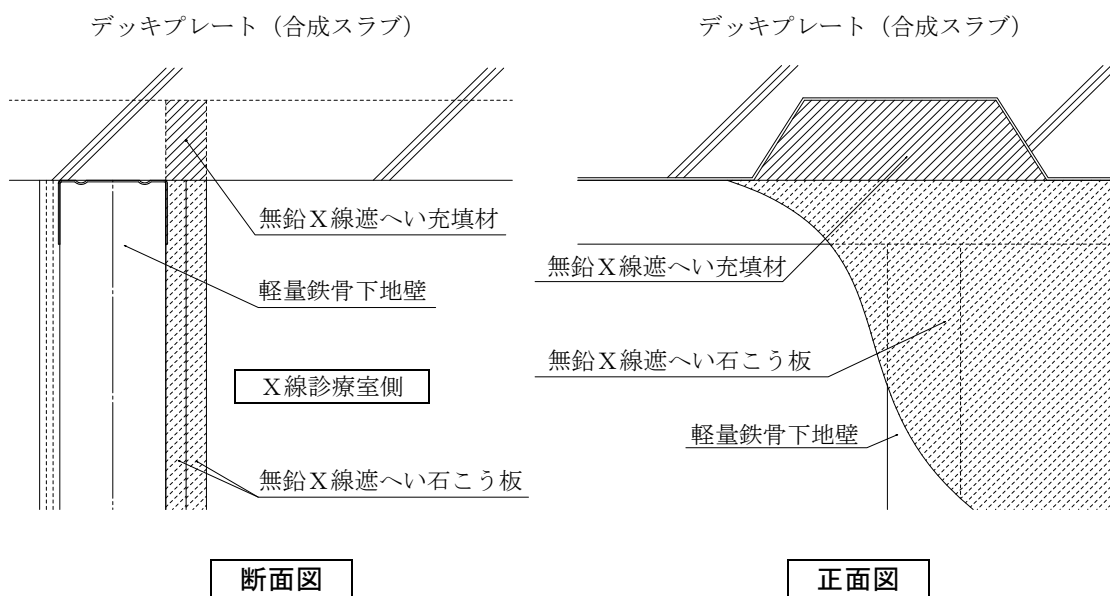 デッキプレート（合成スラブ）
無鉛Ｘ線遮へい充填材
軽量鉄骨下地壁
Ｘ線診療室側
無鉛Ｘ線遮へい石こう板
断面図
デッキプレート（合成スラブ）
無鉛Ｘ線遮へい充填材
無鉛Ｘ線遮へい石こう板
軽量鉄骨下地壁
正面図